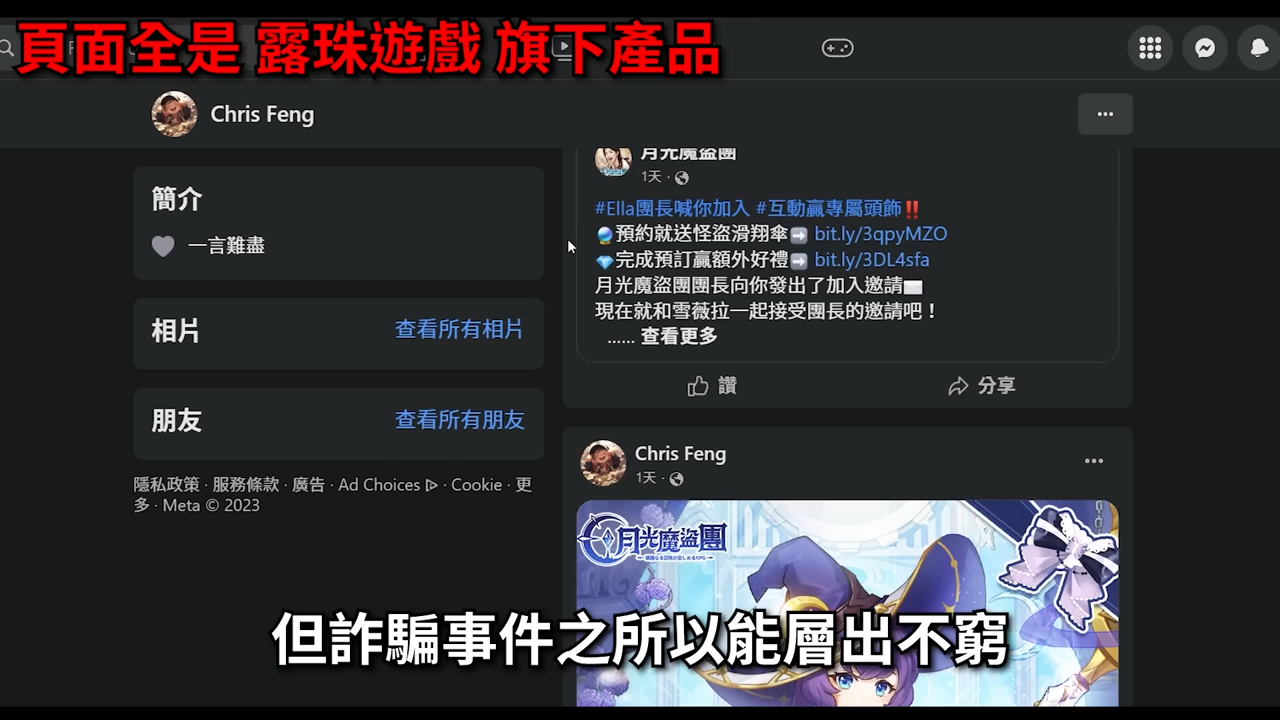 頁面全是 露珠遊戲 旗下產品
Chris Feng
簡介
一言難盡
相片
查看所有相片
朋友
查看所有朋友
隱私政策 · 服務條款 · 廣告 · Ad Choices · Cookie · 更
多 · Meta © 2023
月光魔盜團
1天 ·
#Ella團長喊你加入 #互動贏專屬頭飾‼️
🔮預約就送怪盜滑翔傘➡️ bit.ly/3qpyMZO
💎完成預訂贏額外好禮➡️ bit.ly/3DL4sfa
月光魔盜團團長向你發出了加入邀請✉️
現在就和雪薇拉一起接受團長的邀請吧！
...... 查看更多
讚
分享
Chris Feng
1天 ·
月光魔盜團
但詐騙事件之所以能層出不窮